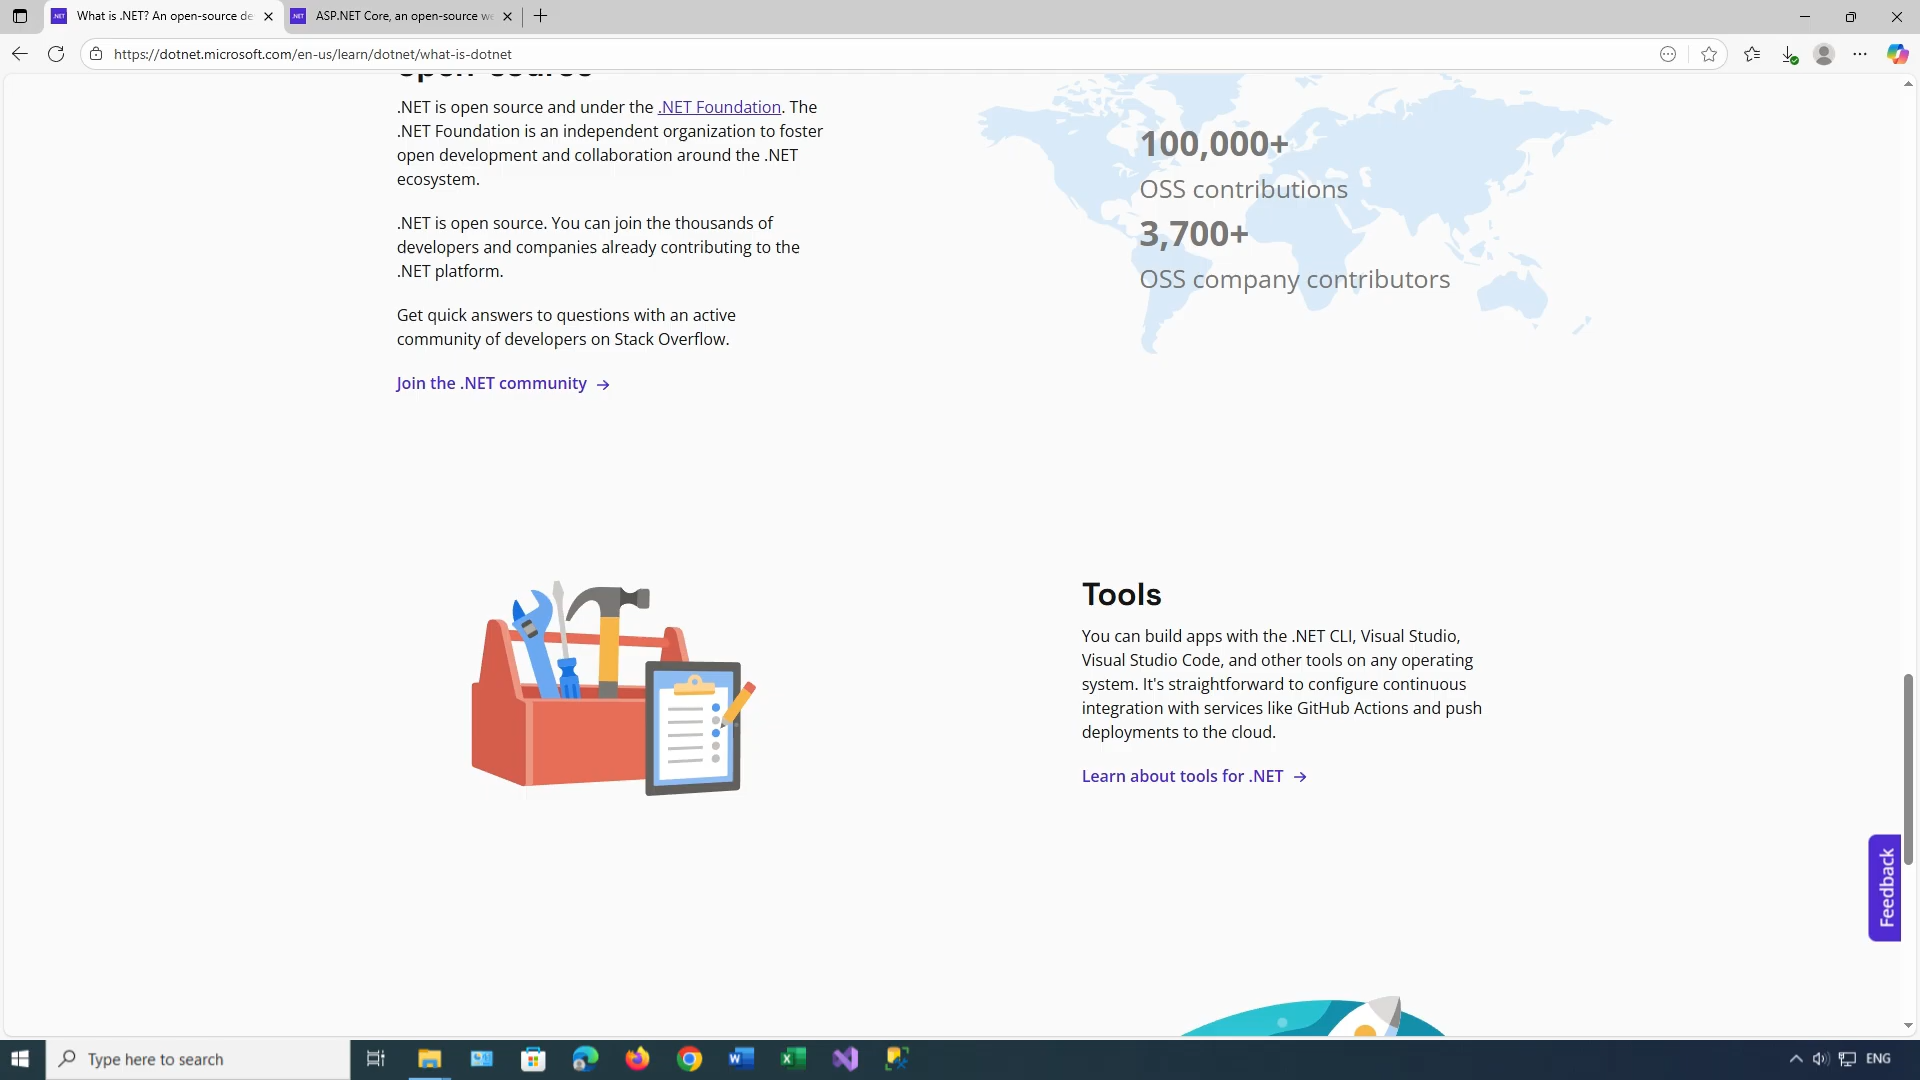 What is .NET? An open-source de
ASP.NET Core, an open-source we
https://dotnet.microsoft.com/en-us/learn/dotnet/what-is-dotnet
open-source
.NET is open source and under the .NET Foundation. The
.NET Foundation is an independent organization to foster
open development and collaboration around the .NET
ecosystem.
.NET is open source. You can join the thousands of
developers and companies already contributing to the
.NET platform.
Get quick answers to questions with an active
community of developers on Stack Overflow.
Join the .NET community →
100,000+
OSS contributions
3,700+
OSS company contributors
Tools
You can build apps with the .NET CLI, Visual Studio,
Visual Studio Code, and other tools on any operating
system. It's straightforward to configure continuous
integration with services like GitHub Actions and push
deployments to the cloud.
Learn about tools for .NET →
Feedback
Type here to search
ENG